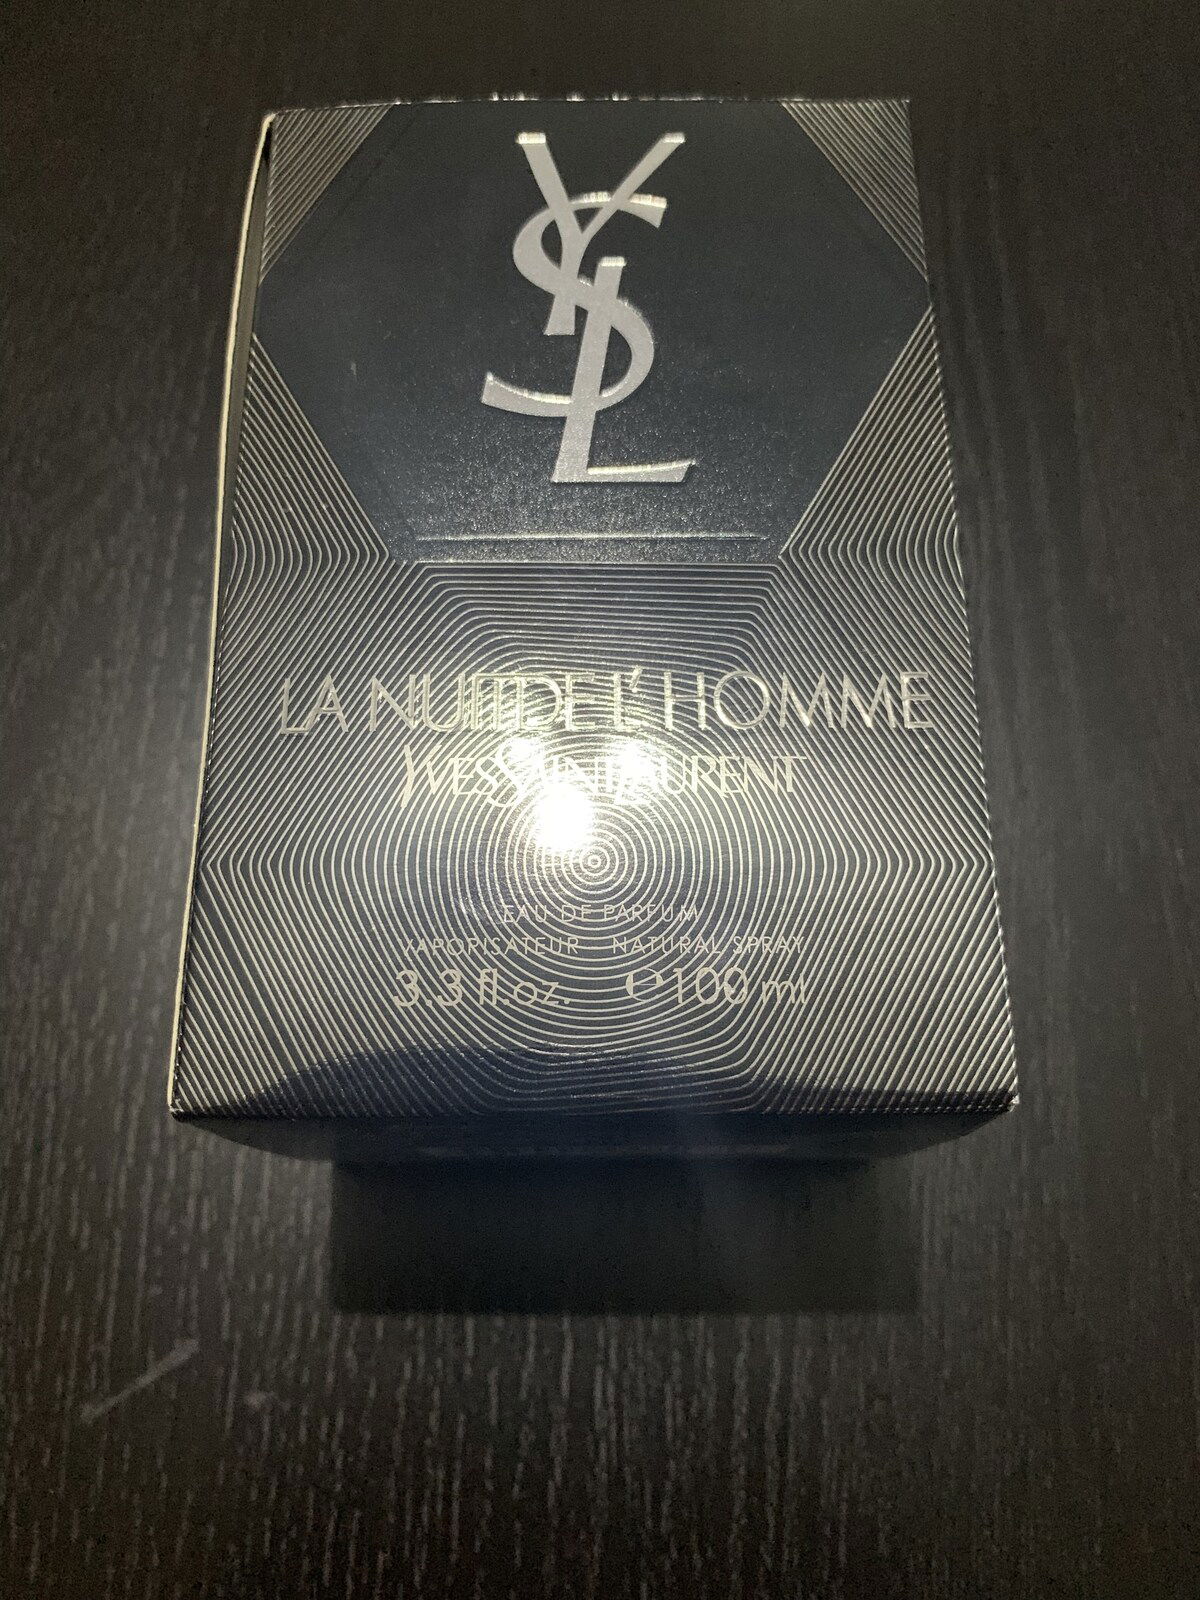 YSL
LA NUIT DE L'HOMME
YVES SAINT LAURENT
EAU DE PARFUM
VAPORISATEUR NATURAL SPRAY
3.3 fl.oz. ℮100 ml